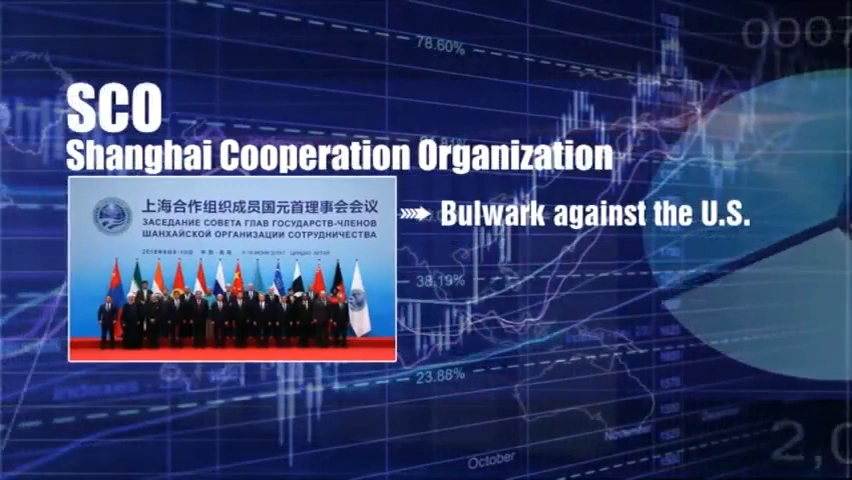 0007
78.60%
SCO
Shanghai Cooperation Organization
上海合作组织成员国元首理事会会议
ЗАСЕДАНИЕ СОВЕТА ГЛАВ ГОСУДАРСТВ-ЧЛЕНОВ
ШАНХАЙСКОЙ ОРГАНИЗАЦИИ СОТРУДНИЧЕСТВА
Bulwark against the U.S.
38.19%
23.88%
November
October